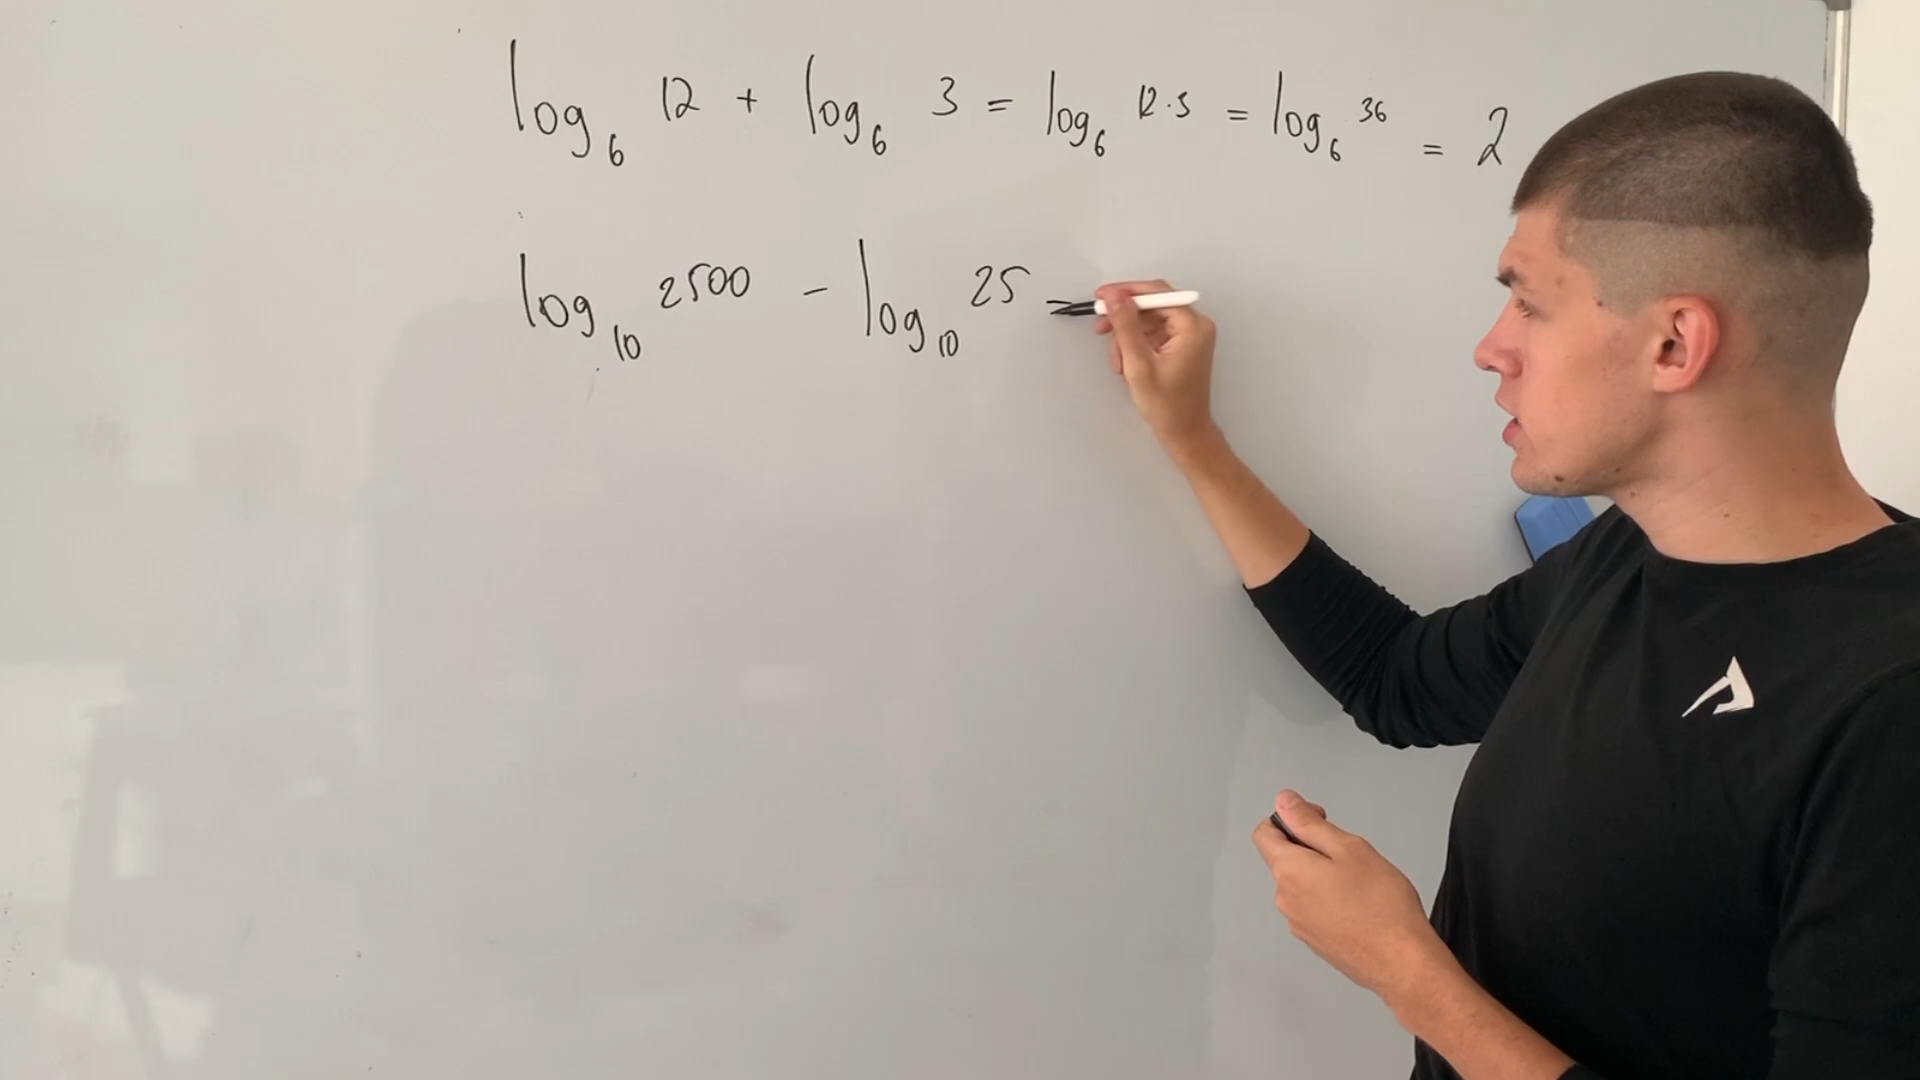 log₆ 12 + log₆ 3 = log₆ 12·3 = log₆ 36 = 2
log₁₀ 2500 - log₁₀ 25 =